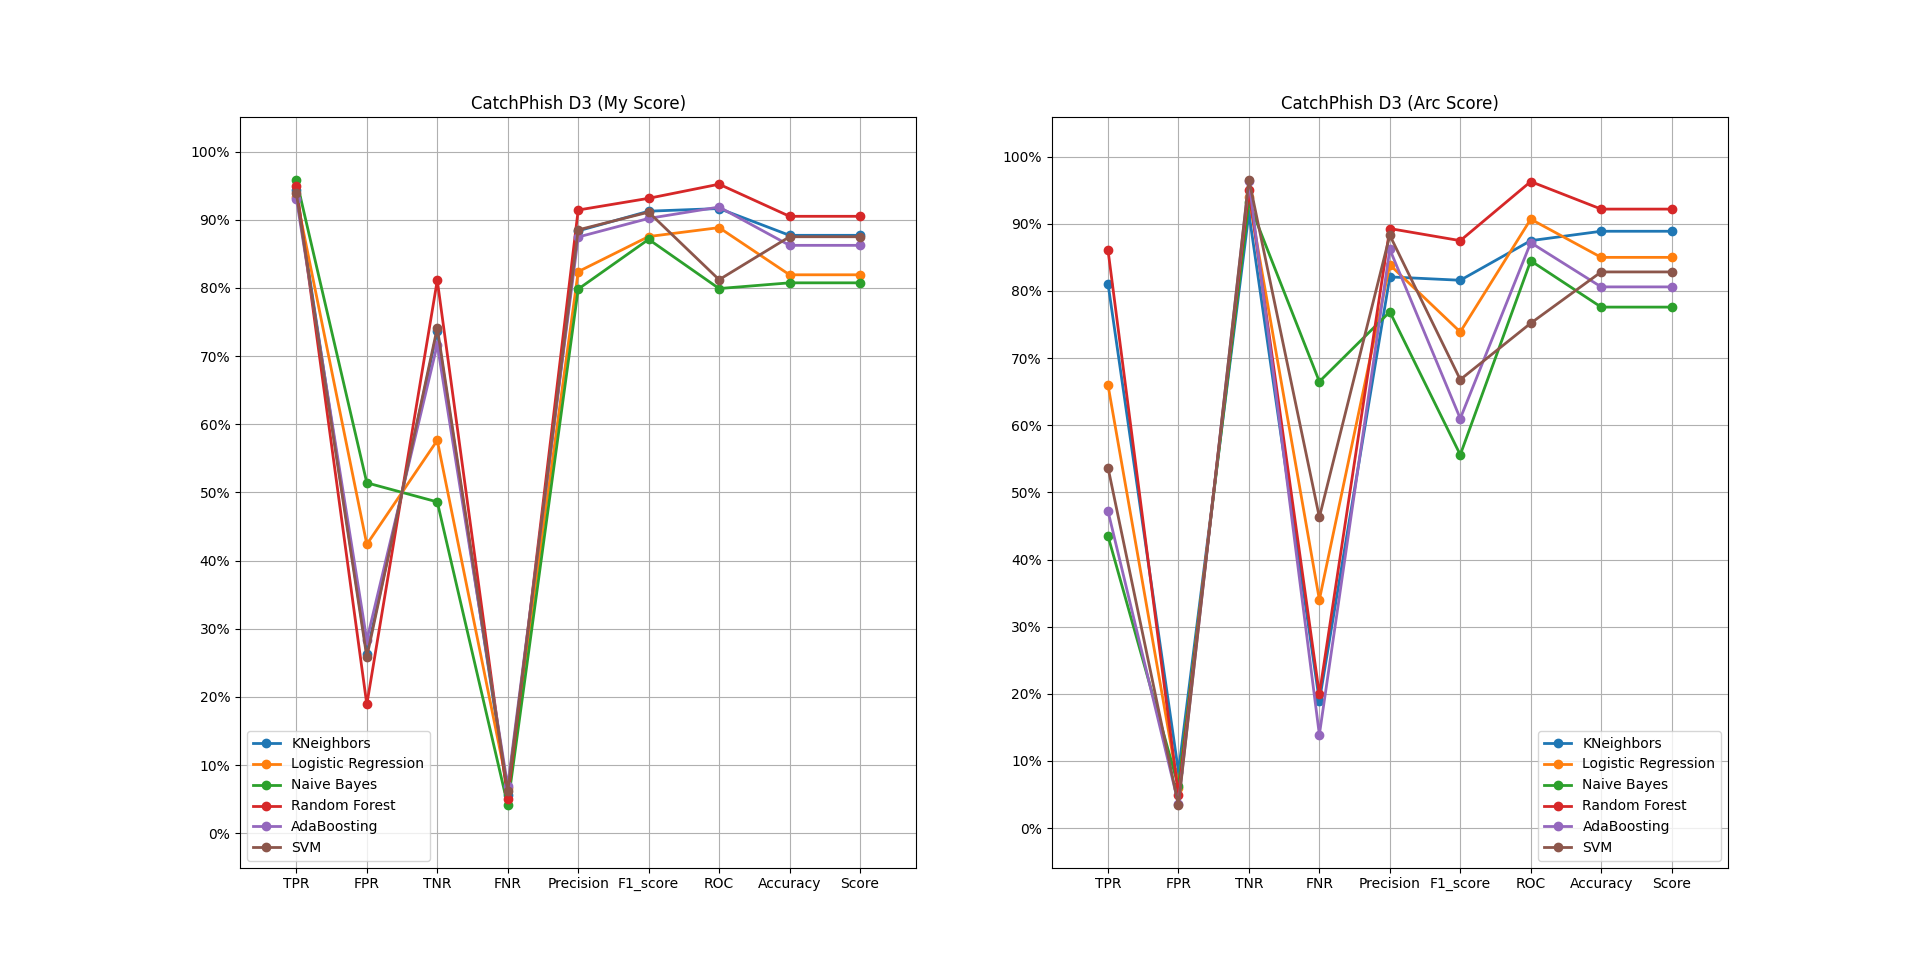 CatchPhish D3 (My Score)
100%
90%
80%
70%
60%
50%
40%
30%
20%
10%
0%
KNeighbors
Logistic Regression
Naive Bayes
Random Forest
AdaBoosting
SVM
TPR FPR TNR FNR Precision F1_score ROC Accuracy Score
CatchPhish D3 (Arc Score)
100%
90%
80%
70%
60%
50%
40%
30%
20%
10%
0%
KNeighbors
Logistic Regression
Naive Bayes
Random Forest
AdaBoosting
SVM
TPR FPR TNR FNR Precision F1_score ROC Accuracy Score